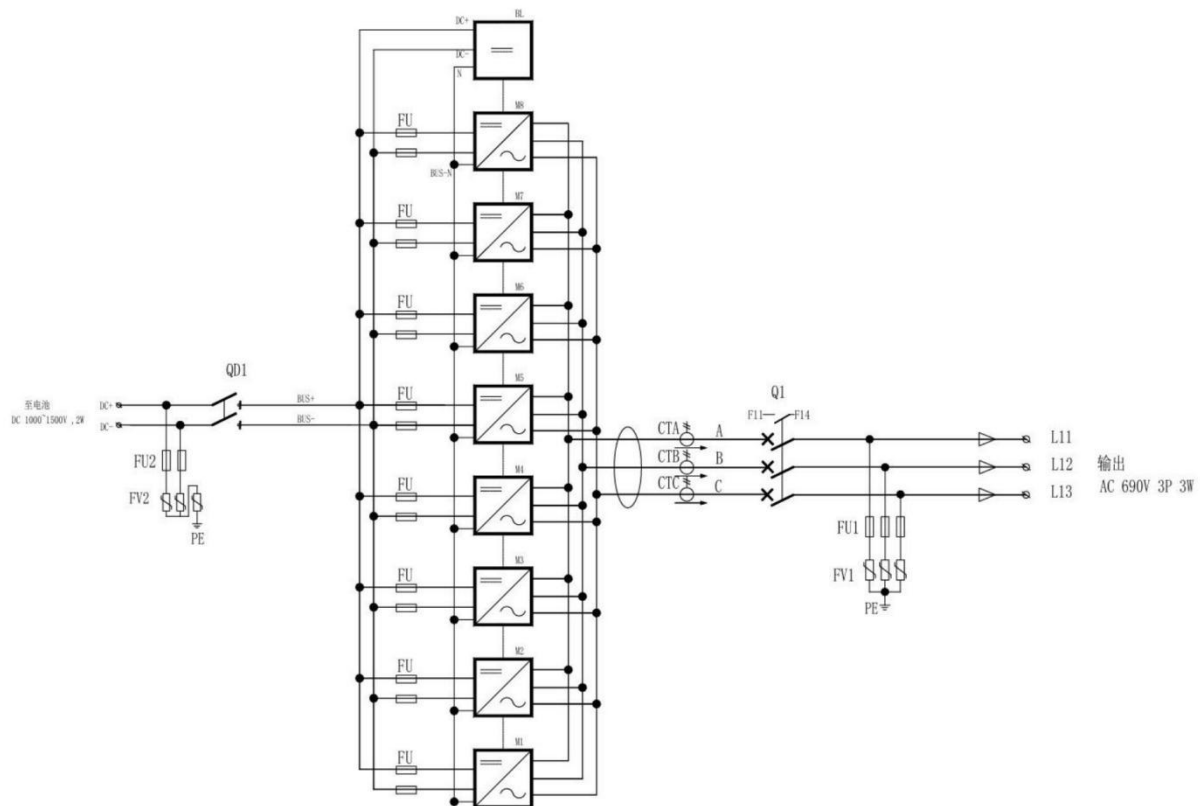 BL
DC+
DC-
N
M8
FU
BUS-N
M7
FU
M6
FU
QD1
M5
至电池
DC+
BUS+
FU
DC 1000~1500V ,2W
DC-
BUS-
Q1
F11
F14
CTA
A
L11
CTB
B
L12
输出
CTC
C
L13
AC 690V 3P 3W
FU2
M4
FU
FV2
PE
FU1
M3
FU
FV1
PE
M2
FU
M1
FU